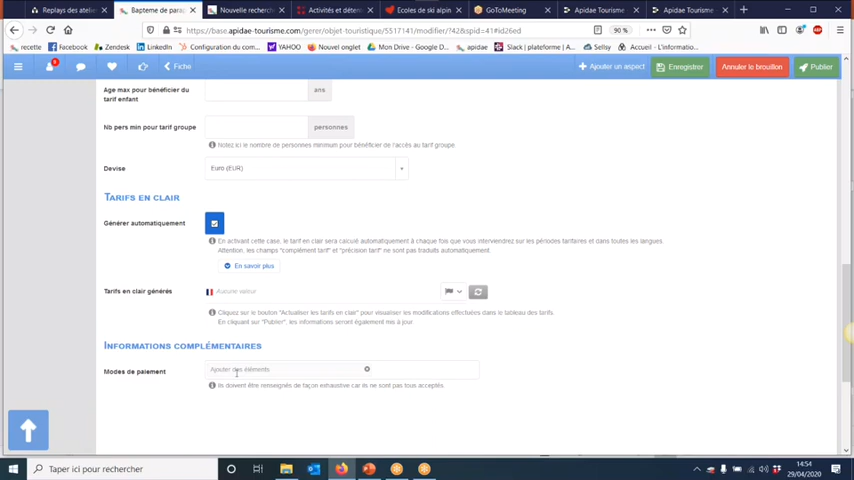 Replays des atelier
Bapteme de parap
Nouvelle recherch
Activités et déten
Ecoles de ski alpin
GoToMeeting
Apidae Tourisme
Apidae Tourisme
https://base.apidae-tourisme.com/gerer/objet-touristique/5517141/modifier/?42&spid=41#id26ed
90 %
recette
Facebook
Zendesk
LinkedIn
Configuration du com...
YAHOO
Nouvel onglet
Mon Drive - Google...
apidae
Slack | plateforme | A...
Sellsy
Accueil - L'informatio...
Fiche
Ajouter un aspect
Enregistrer
Annuler le brouillon
Publier
Age max pour bénéficier du tarif enfant
ans
Nb pers min pour tarif groupe
personnes
Notez ici le nombre de personnes minimum pour bénéficier de l'accès au tarif groupe
Devise
Euro (EUR)
TARIFS EN CLAIR
Générer automatiquement
En activant cette case, le tarif en clair sera calculé automatiquement à chaque fois que vous interviendrez sur les périodes tarifaires et dans toutes les langues.
Attention, les champs "complément tarif" et "précision tarif" ne sont pas traduits automatiquement.
En savoir plus
Tarifs en clair générés
Aucune valeur
Cliquez sur le bouton "Actualiser les tarifs en clair" pour visualiser les modifications effectuées dans le tableau des tarifs.
En cliquant sur "Publier", les informations seront également mis à jour.
INFORMATIONS COMPLÉMENTAIRES
Modes de paiement
Ajouter des éléments
Ils doivent être renseignés de façon exhaustive car ils ne sont pas tous acceptés.
Taper ici pour rechercher
14:54
29/04/2020